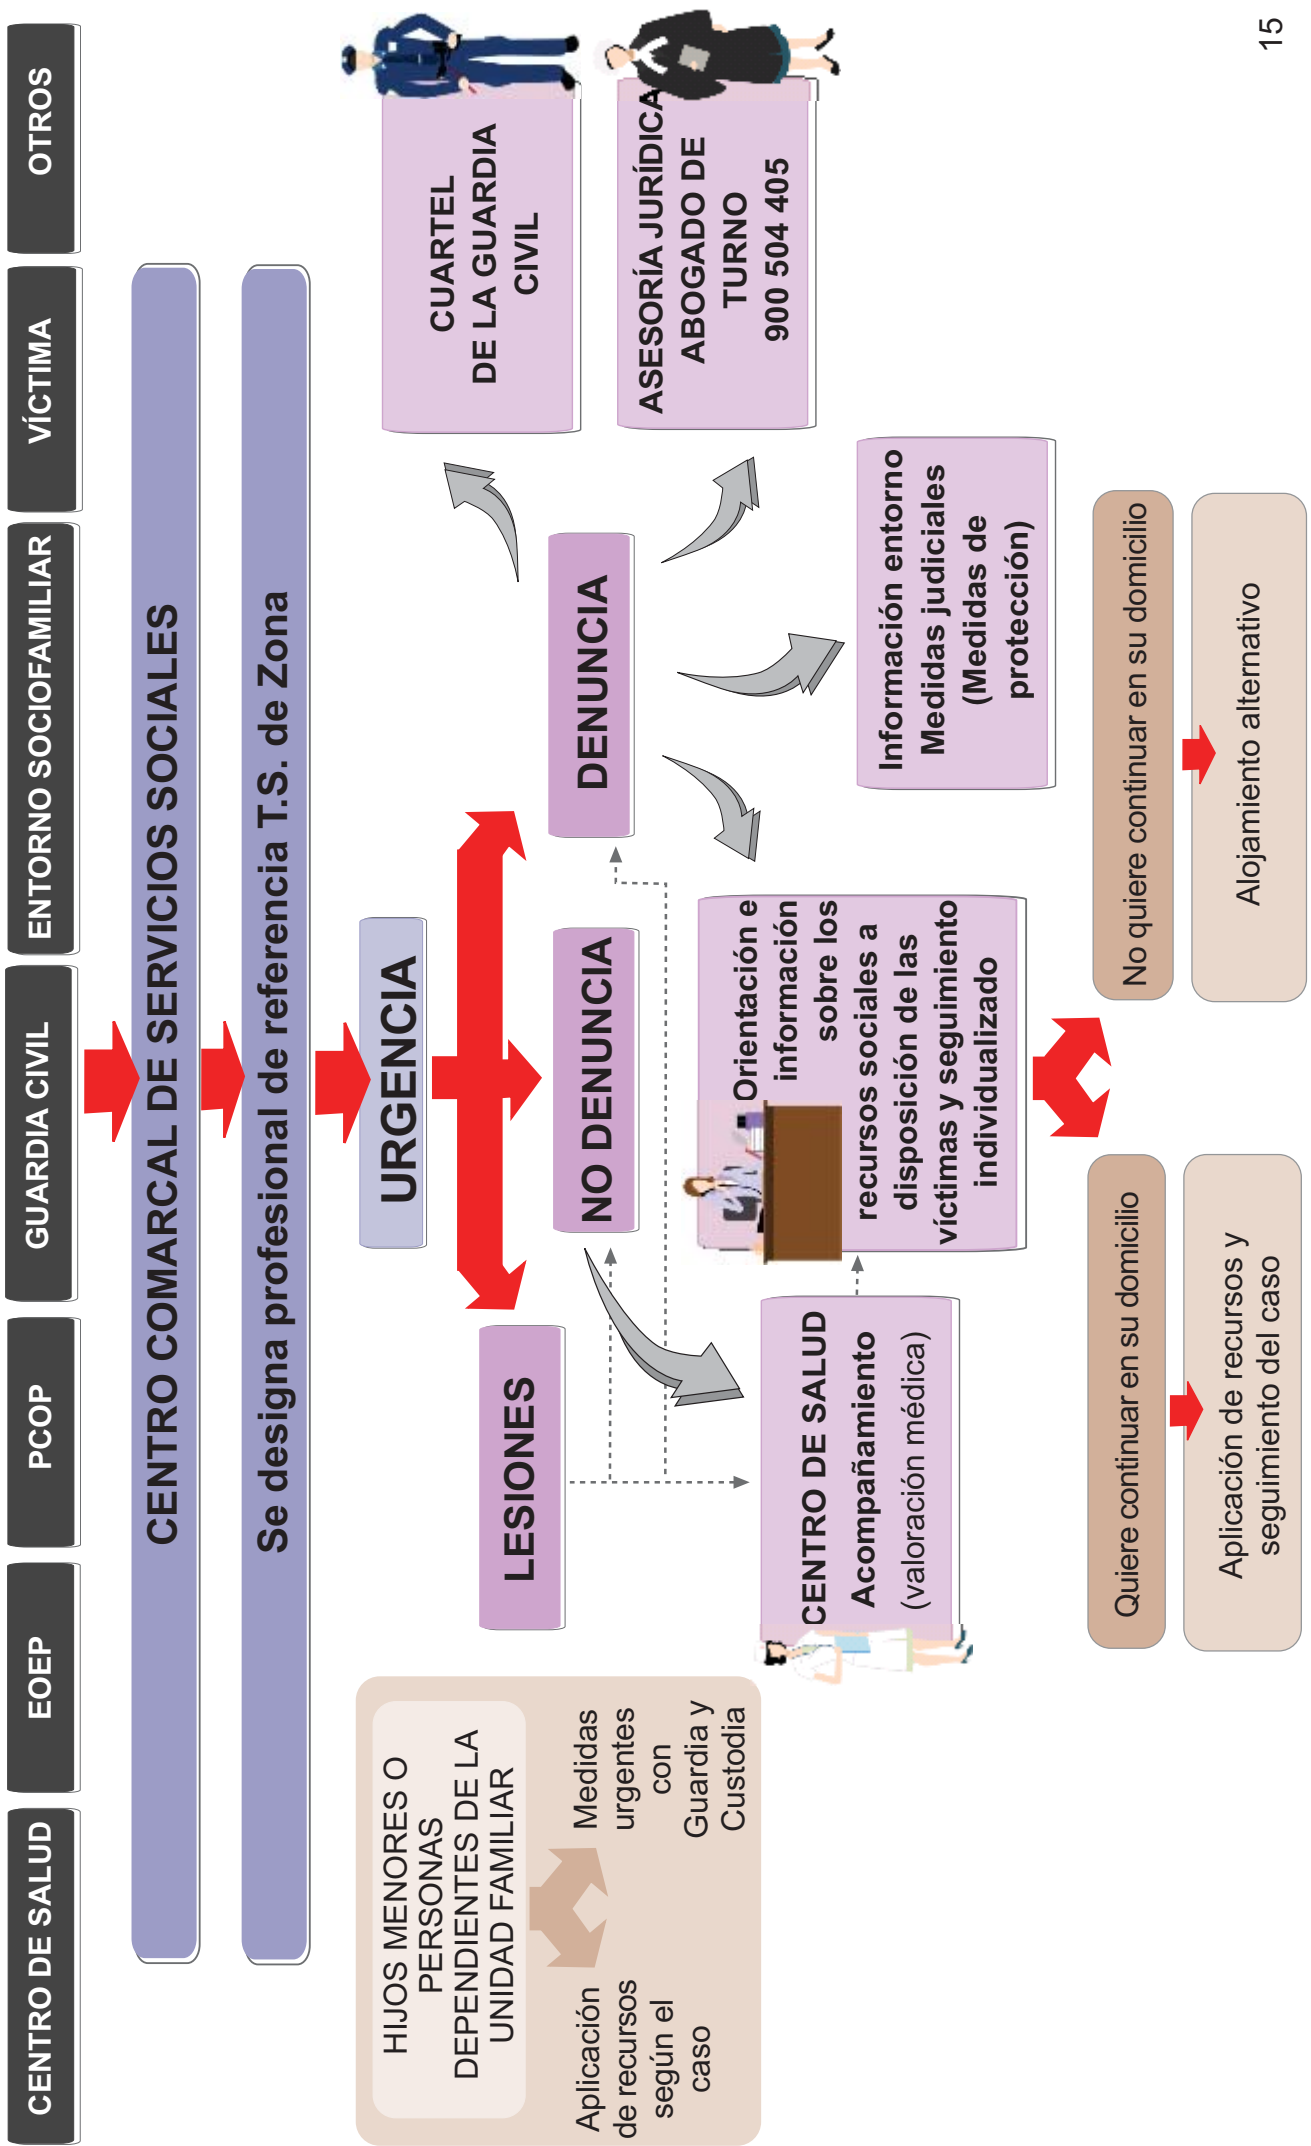 CENTRO DE SALUD
EOEP
PCOP
GUARDIA CIVIL
ENTORNO SOCIOFAMILIAR
VÍCTIMA
OTROS
CENTRO COMARCAL DE SERVICIOS SOCIALES
Se designa profesional de referencia T.S. de Zona
URGENCIA
HIJOS MENORES O
PERSONAS
DEPENDIENTES DE LA
UNIDAD FAMILIAR
Aplicación
de recursos
según el
caso
Medidas
urgentes
con
Guardia y
Custodia
LESIONES
NO DENUNCIA
DENUNCIA
CUARTEL
DE LA GUARDIA
CIVIL
ASESORÍA JURÍDICA
ABOGADO DE
TURNO
900 504 405
CENTRO DE SALUD
Acompañamiento
(valoración médica)
Orientación e
información
sobre los
recursos sociales a
disposición de las
víctimas y seguimiento
individualizado
Información entorno
Medidas judiciales
(Medidas de
protección)
Quiere continuar en su domicilio
Aplicación de recursos y
seguimiento del caso
No quiere continuar en su domicilio
Alojamiento alternativo
15